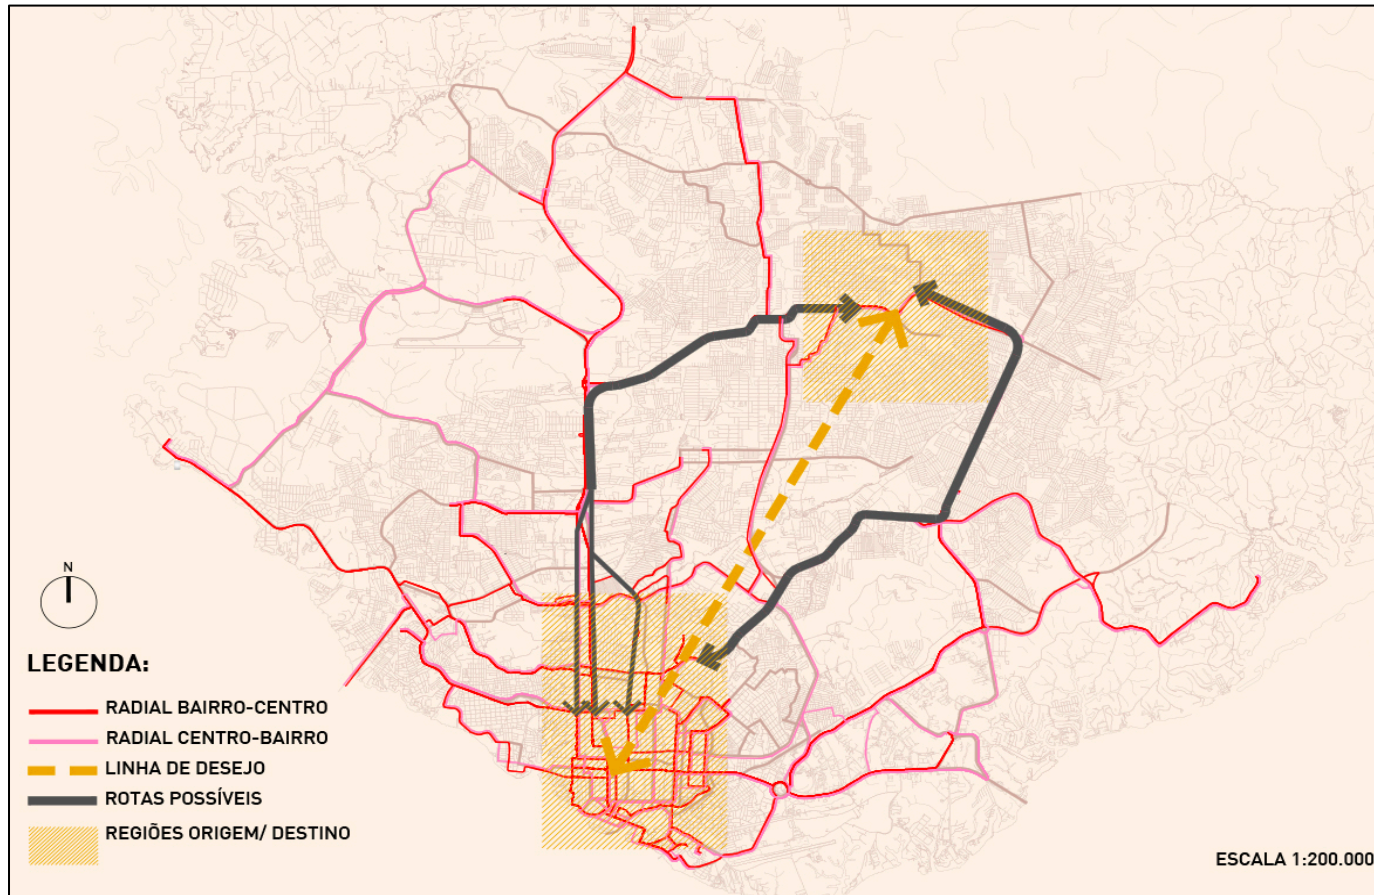 N
LEGENDA:
RADIAL BAIRRO-CENTRO
RADIAL CENTRO-BAIRRO
LINHA DE DESEJO
ROTAS POSSÍVEIS
REGIÕES ORIGEM/ DESTINO
ESCALA 1:200.000